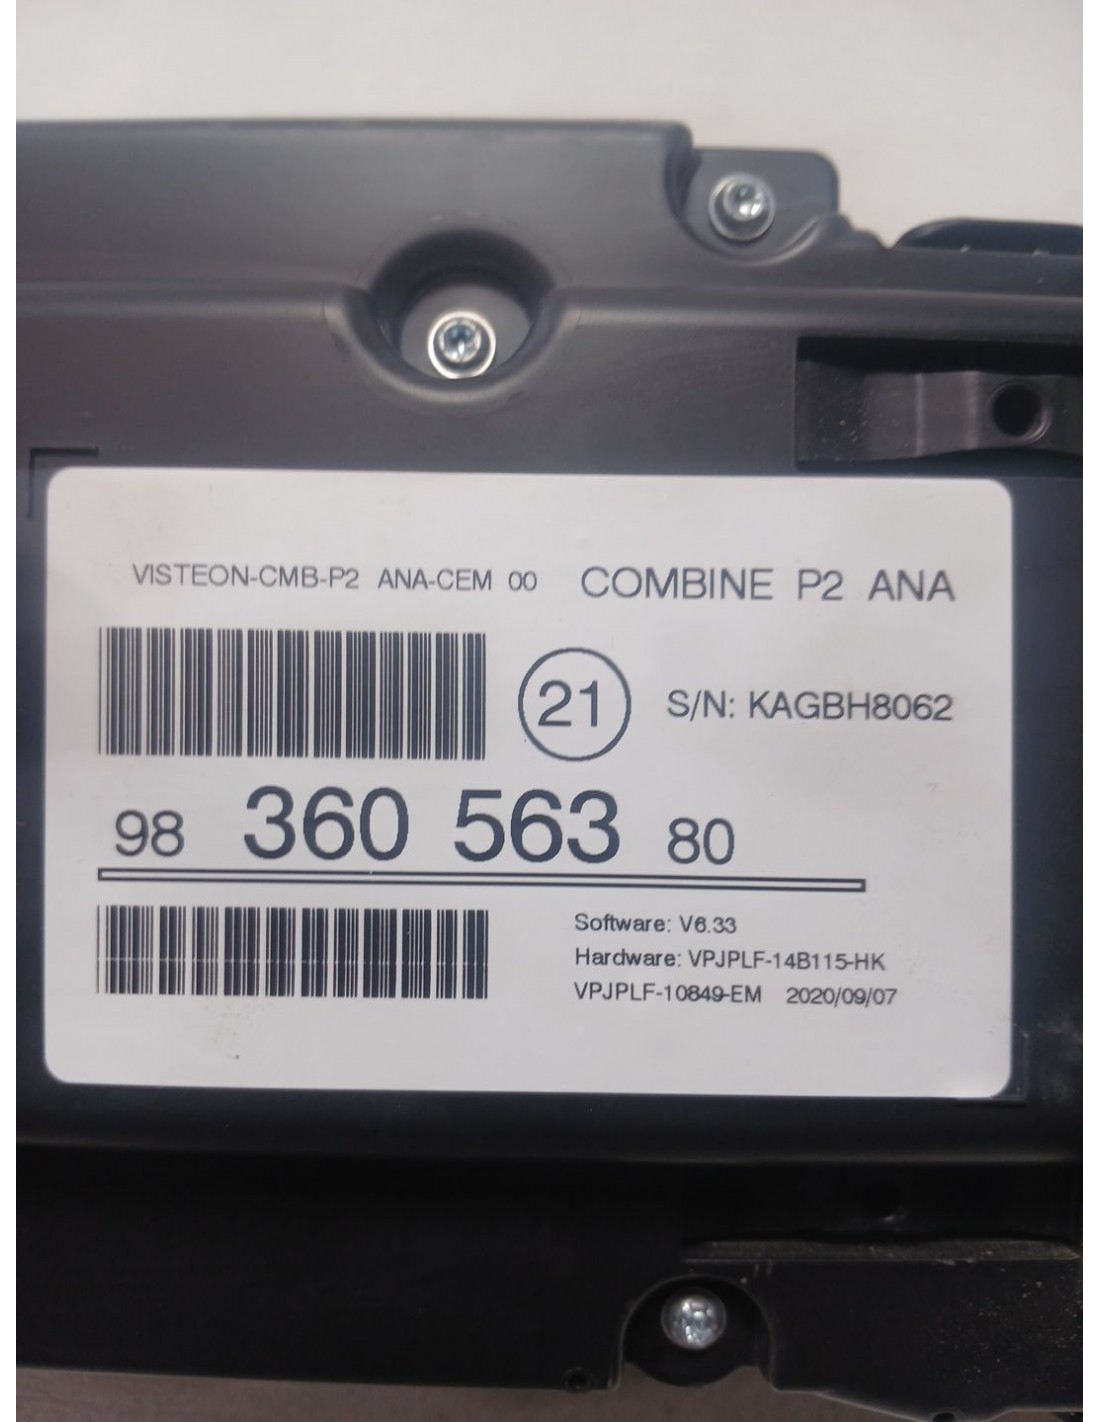 VISTEON-CMB-P2 ANA-CEM 00 COMBINE P2 ANA
21 S/N: KAGBH8062
98 360 563 80
Software: V6.33
Hardware: VPJPLF-14B115-HK
VPJPLF-10849-EM 2020/09/07